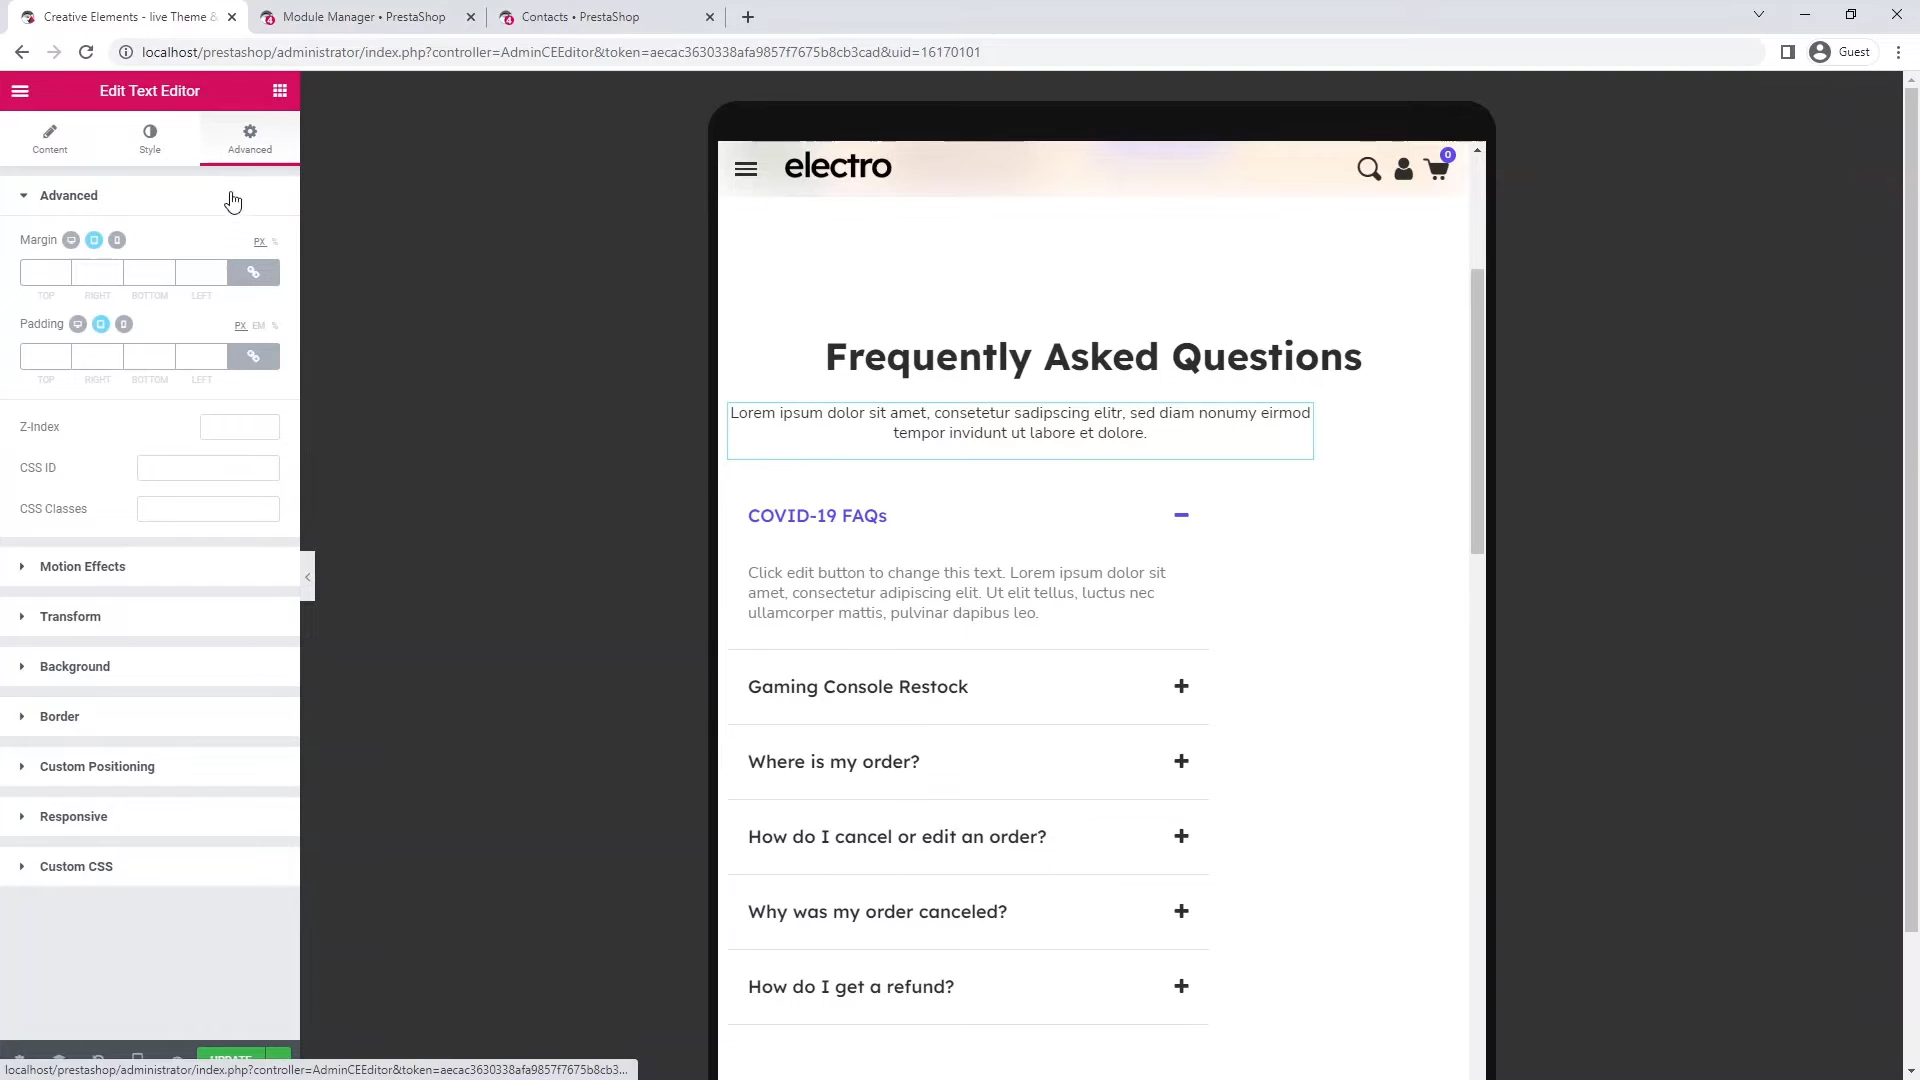 Creative Elements - live Theme &
Module Manager • PrestaShop
Contacts • PrestaShop
localhost/prestashop/administrator/index.php?controller=AdminCEEditor&token=aecac3630338afa9857f7675b8cb3cad&uid=16170101
Guest
Edit Text Editor
Content
Style
Advanced
Advanced
Margin
PX %
TOP RIGHT BOTTOM LEFT
Padding
PX EM %
TOP RIGHT BOTTOM LEFT
Z-Index
CSS ID
CSS Classes
Motion Effects
Transform
Background
Border
Custom Positioning
Responsive
Custom CSS
UPDATE
localhost/prestashop/administrator/index.php?controller=AdminCEEditor&token=aecac3630338afa9857f7675b8cb3...
electro
0
Frequently Asked Questions
Lorem ipsum dolor sit amet, consetetur sadipscing elitr, sed diam nonumy eirmod
tempor invidunt ut labore et dolore.
COVID-19 FAQs
Click edit button to change this text. Lorem ipsum dolor sit
amet, consectetur adipiscing elit. Ut elit tellus, luctus nec
ullamcorper mattis, pulvinar dapibus leo.
Gaming Console Restock
Where is my order?
How do I cancel or edit an order?
Why was my order canceled?
How do I get a refund?